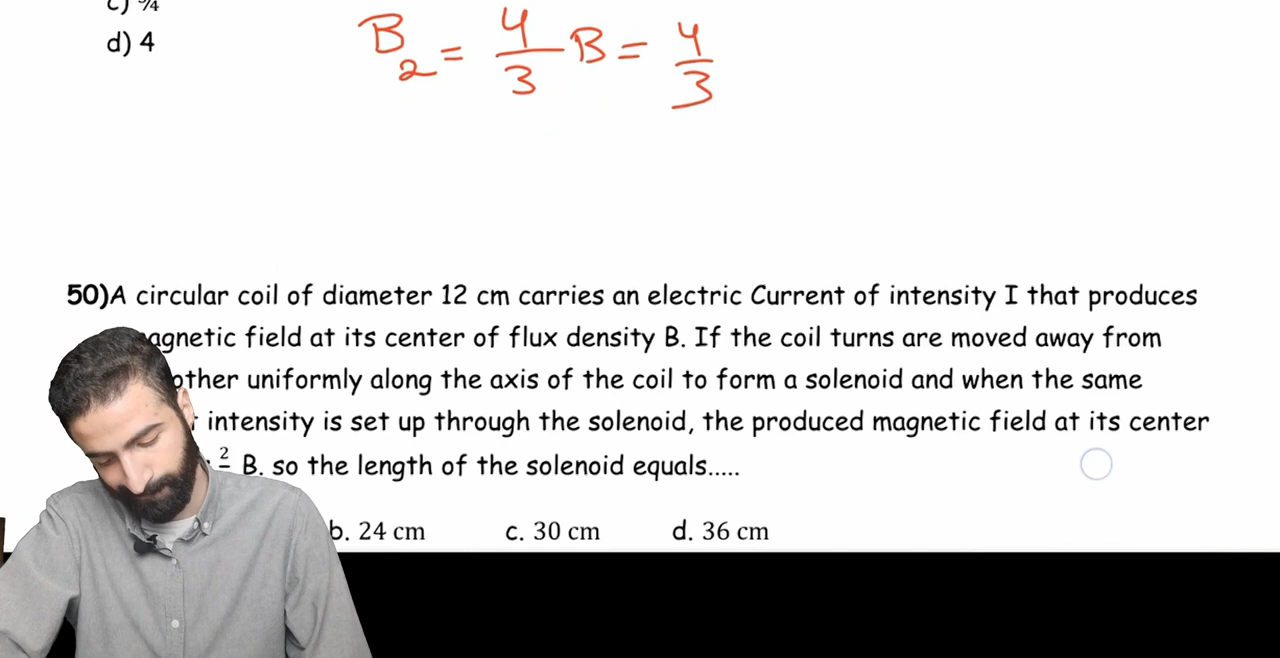 d) 4
B₂ = 4/3 B = 4/3
50)A circular coil of diameter 12 cm carries an electric Current of intensity I that produces
field at its center of flux density B. If the coil turns are moved away from
uniformly along the axis of the coil to form a solenoid and when the same
intensity is set up through the solenoid, the produced magnetic field at its center
B. so the length of the solenoid equals.....
b. 24 cm c. 30 cm d. 36 cm